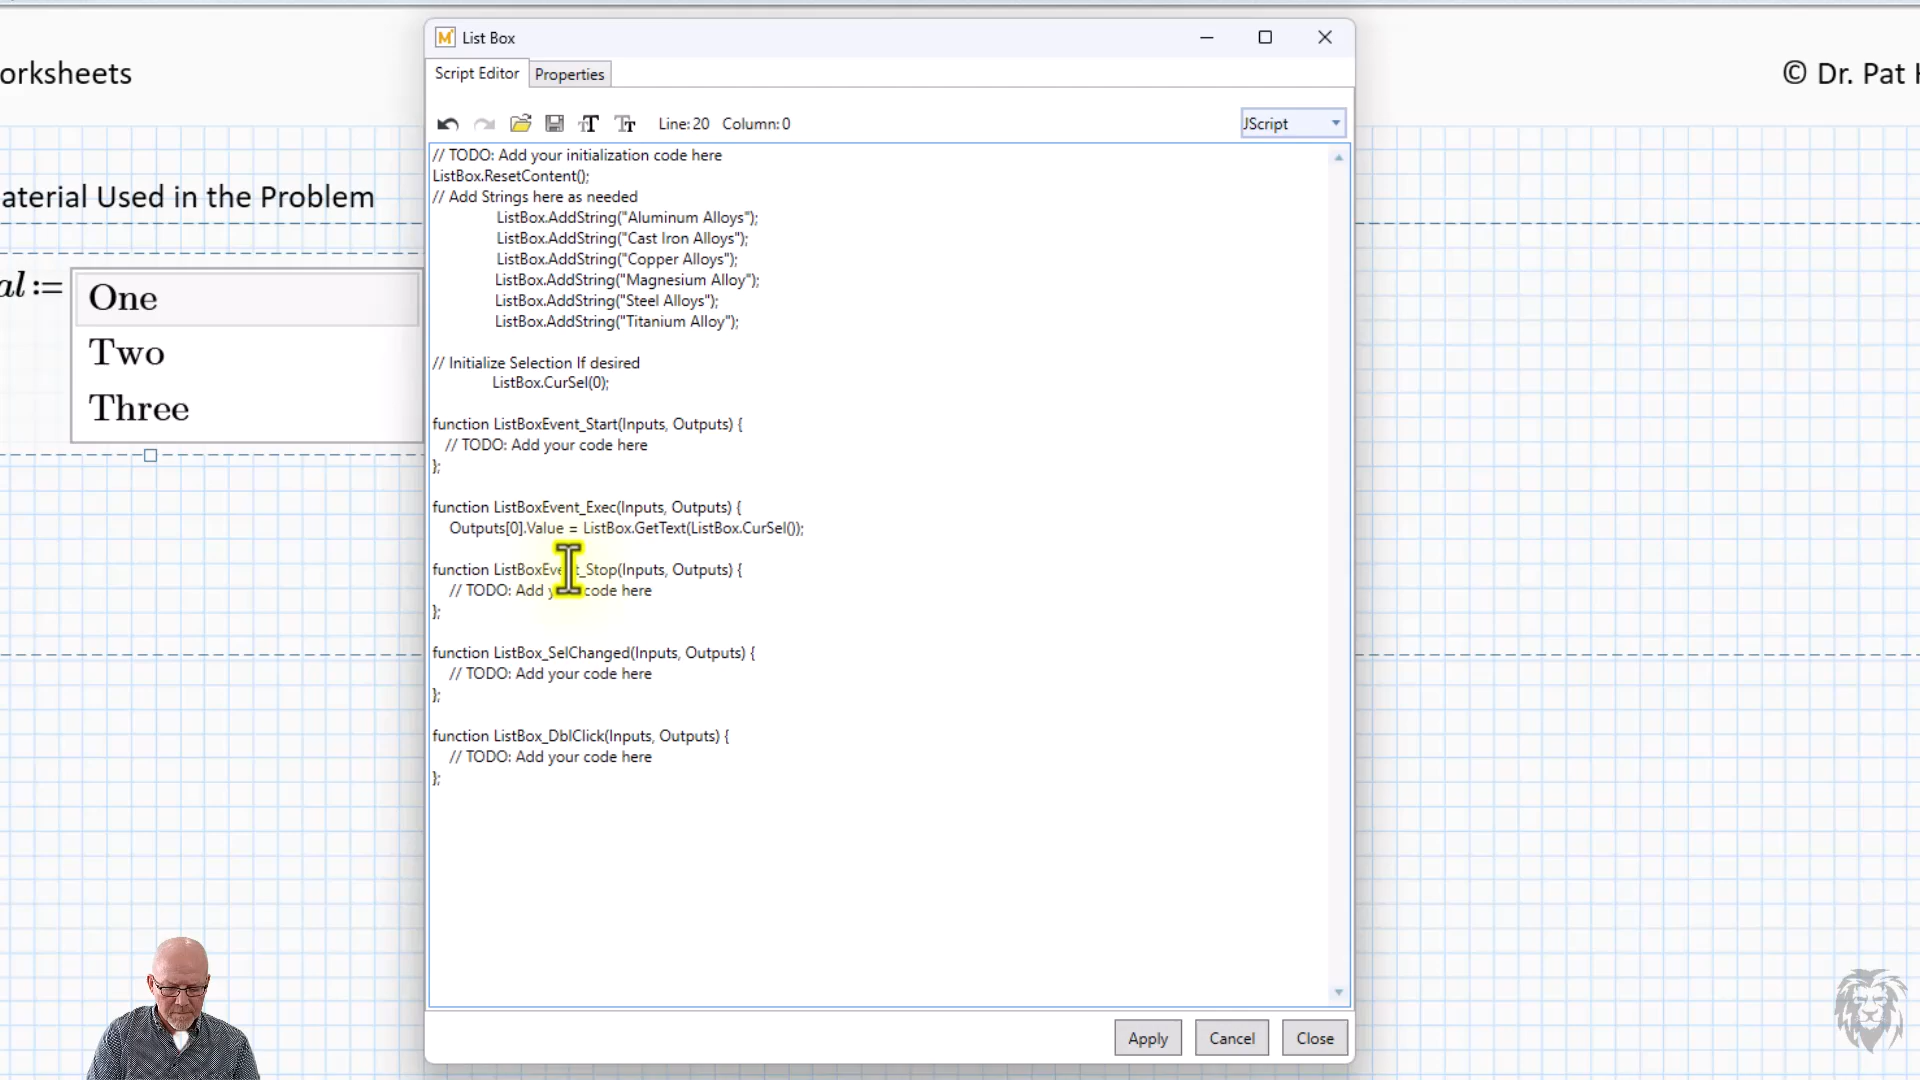 List Box
Script Editor
Properties
Line: 20 Column: 0
JScript
// TODO: Add your initialization code here
ListBox.ResetContent();
// Add Strings here as needed
ListBox.AddString("Aluminum Alloys");
ListBox.AddString("Cast Iron Alloys");
ListBox.AddString("Copper Alloys");
ListBox.AddString("Magnesium Alloy");
ListBox.AddString("Steel Alloys");
ListBox.AddString("Titanium Alloy");
// Initialize Selection If desired
ListBox.CurSel(0);
function ListBoxEvent_Start(Inputs, Outputs) {
// TODO: Add your code here
};
function ListBoxEvent_Exec(Inputs, Outputs) {
Outputs[0].Value = ListBox.GetText(ListBox.CurSel());
function ListBoxEvent_Stop(Inputs, Outputs) {
// TODO: Add your code here
};
function ListBox_SelChanged(Inputs, Outputs) {
// TODO: Add your code here
};
function ListBox_DblClick(Inputs, Outputs) {
// TODO: Add your code here
};
Apply
Cancel
Close
orksheets
© Dr. Pat
aterial Used in the Problem
al :=
One
Two
Three